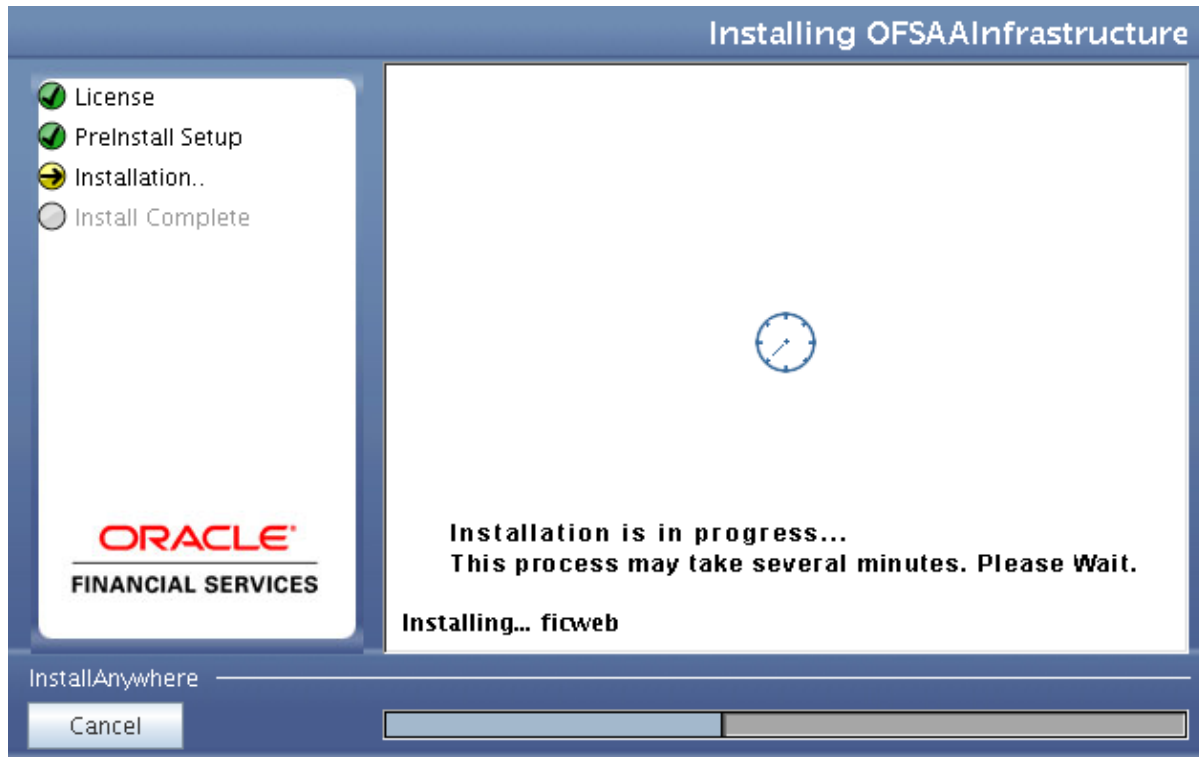 Installing OFSAAInfrastructure
License
PreInstall Setup
Installation..
Install Complete
ORACLE
FINANCIAL SERVICES
Installation is in progress...
This process may take several minutes. Please Wait.
Installing... ficweb
InstallAnywhere
Cancel